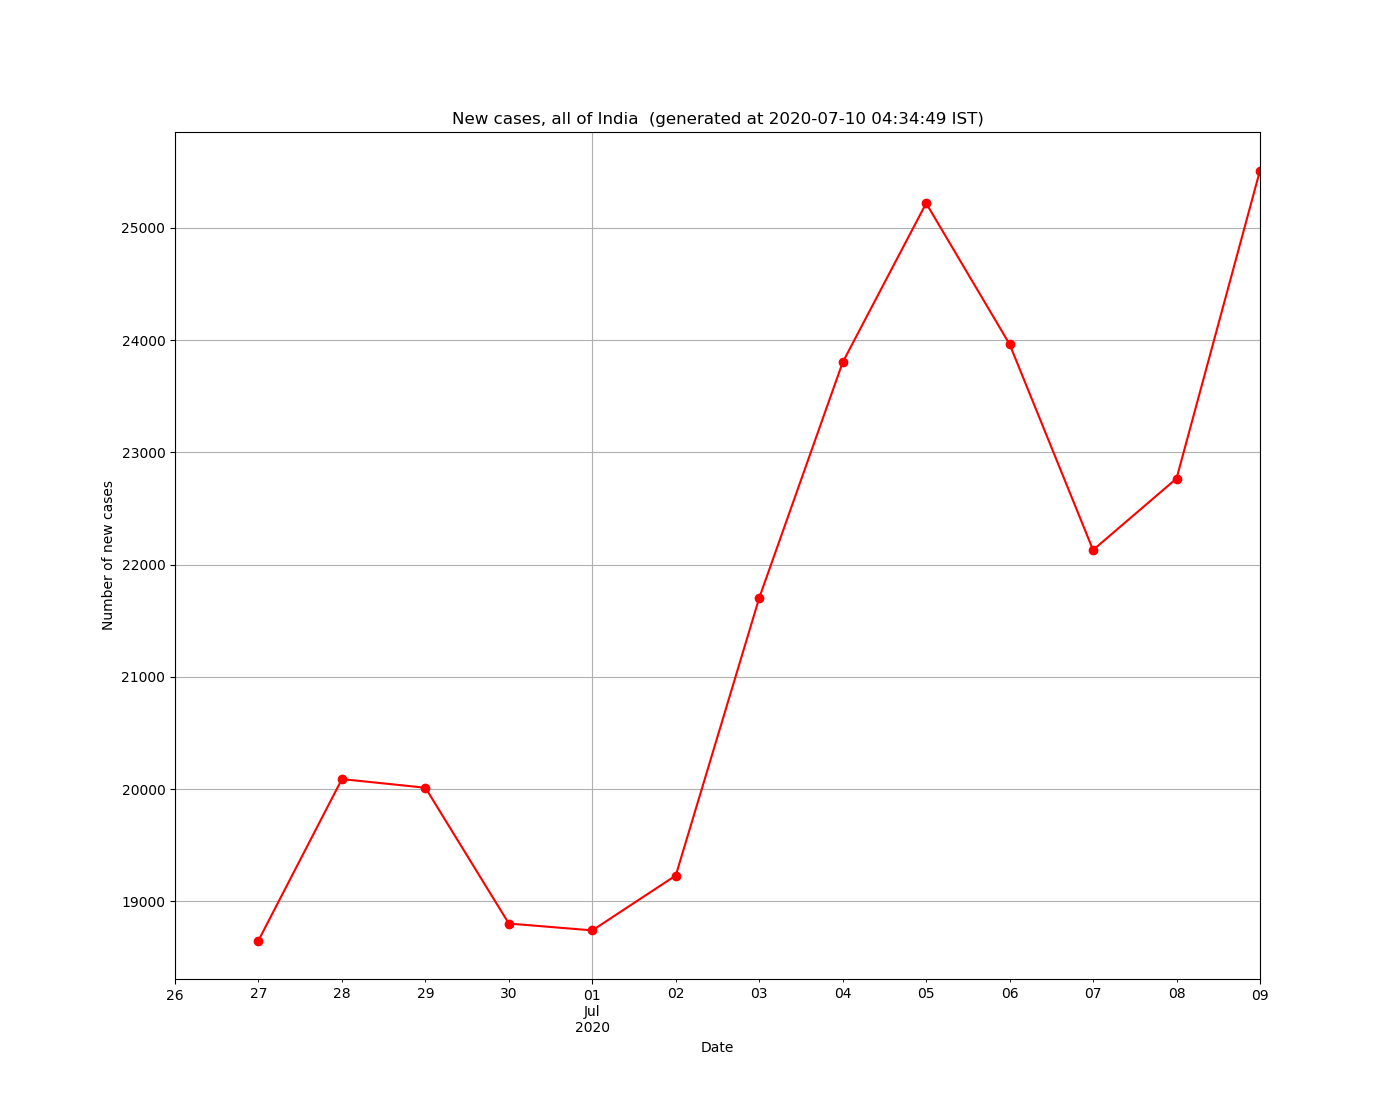 New cases, all of India  (generated at 2020-07-10 04:34:49 IST)
25000
24000
23000
22000
21000
20000
19000
Number of new cases
26 27 28 29 30 01 02 03 04 05 06 07 08 09
Jul
2020
Date